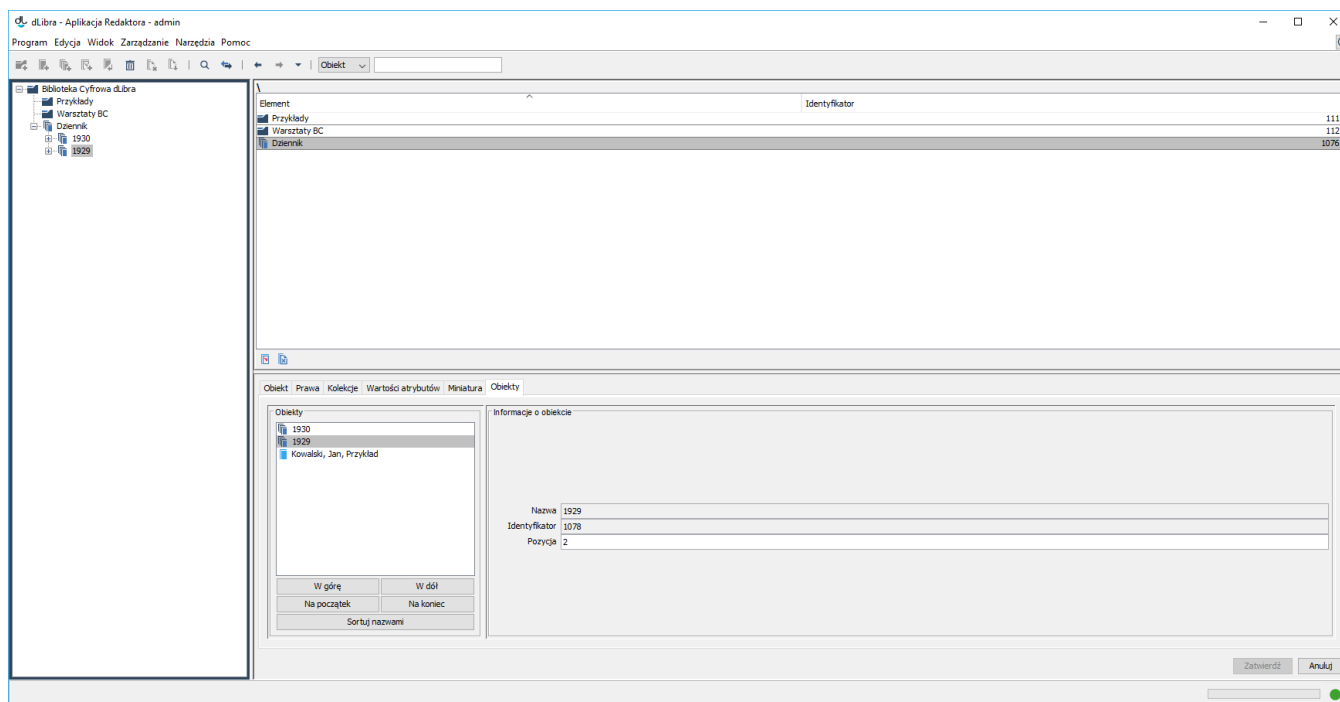 dLibra - Aplikacja Redaktora - admin
Program Edycja Widok Zarządzanie Narzędzia Pomoc
Obiekt
Biblioteka Cyfrowa dLibra
Przykłady
Warsztaty BC
Dziennik
1930
1929
\
Element Identyfikator
Przykłady 111
Warsztaty BC 112
Dziennik 1076
Obiekt Prawa Kolekcje Wartości atrybutów Miniatura Obiekty
Obiekty
1930
1929
Kowalski, Jan, Przykład
W górę W dół
Na początek Na koniec
Sortuj nazwami
Informacje o obiekcie
Nazwa 1929
Identyfikator 1078
Pozycja 2
Zatwierdź Anuluj